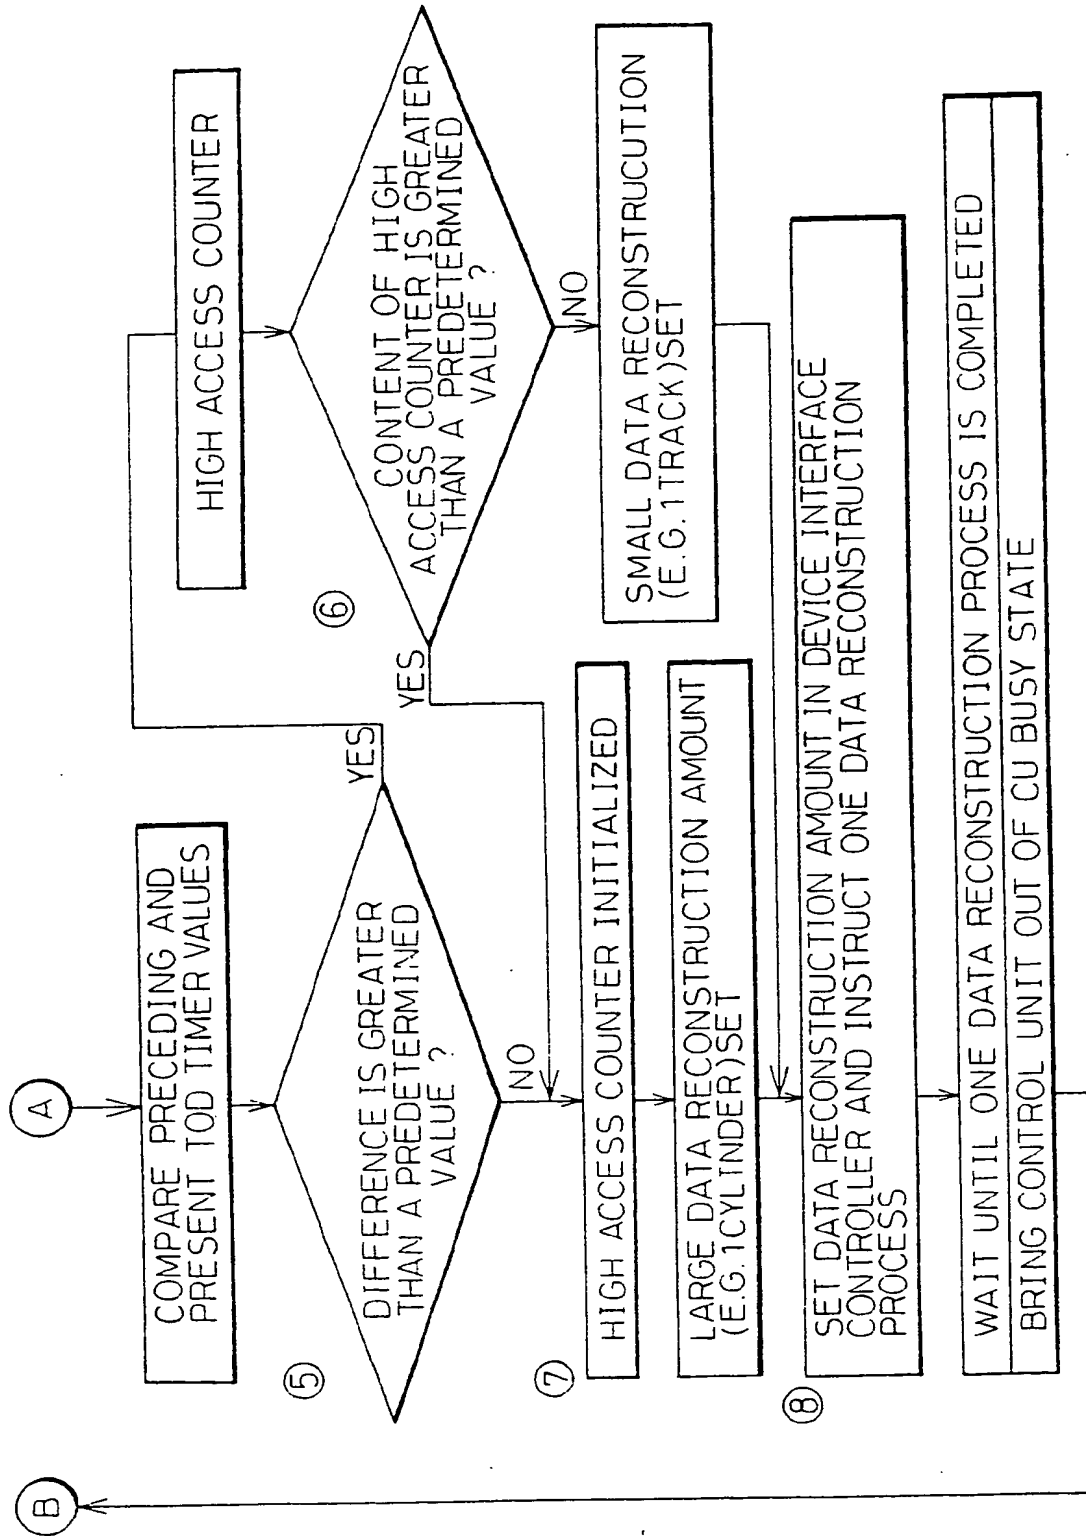 A
COMPARE PRECEDING AND
PRESENT TOD TIMER VALUES
⑤
DIFFERENCE IS GREATER
THAN A PREDETERMINED
VALUE ?
YES
NO
HIGH ACCESS COUNTER
⑥
CONTENT OF HIGH
ACCESS COUNTER IS GREATER
THAN A PREDETERMINED
VALUE ?
YES
NO
⑦
HIGH ACCESS COUNTER INITIALIZED
LARGE DATA RECONSTRUCTION AMOUNT
(E.G.1CYLINDER)SET
SMALL DATA RECONSTRUCUTION
(E.G.1TRACK)SET
⑧
SET DATA RECONSTRUCTION AMOUNT IN DEVICE INTERFACE
CONTROLLER AND INSTRUCT ONE DATA RECONSTRUCTION
PROCESS
WAIT UNTIL ONE DATA RECONSTRUCTION PROCESS IS COMPLETED
BRING CONTROL UNIT OUT OF CU BUSY STATE
B